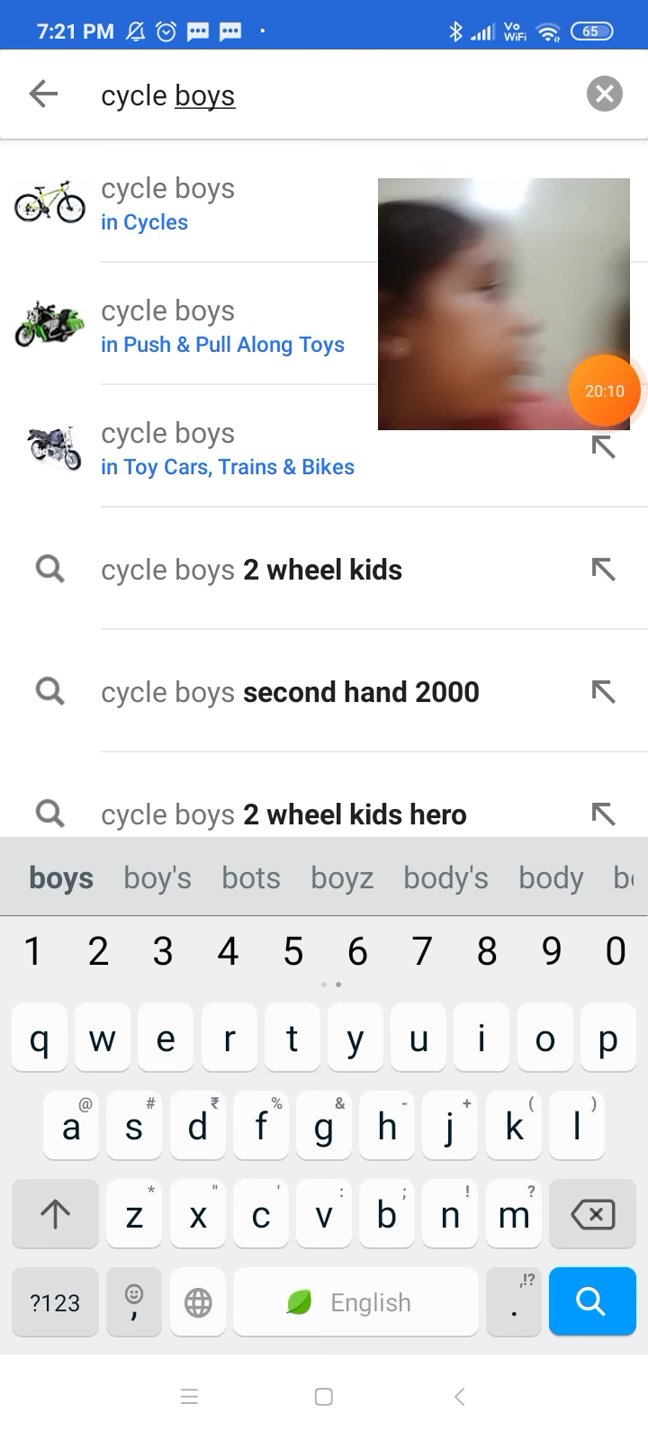 7:21 PM
Vo
WiFi
65
cycle boys
cycle boys
in Cycles
cycle boys
in Push & Pull Along Toys
20:10
cycle boys
in Toy Cars, Trains & Bikes
cycle boys 2 wheel kids
cycle boys second hand 2000
cycle boys 2 wheel kids hero
boys boy's bots boyz body's body
1 2 3 4 5 6 7 8 9 0
q w e r t y u i o p
@ # ₹ % & - + ( )
a s d f g h j k l
* " ' : ; ! ?
z x c v b n m
?123 , English ,!? .